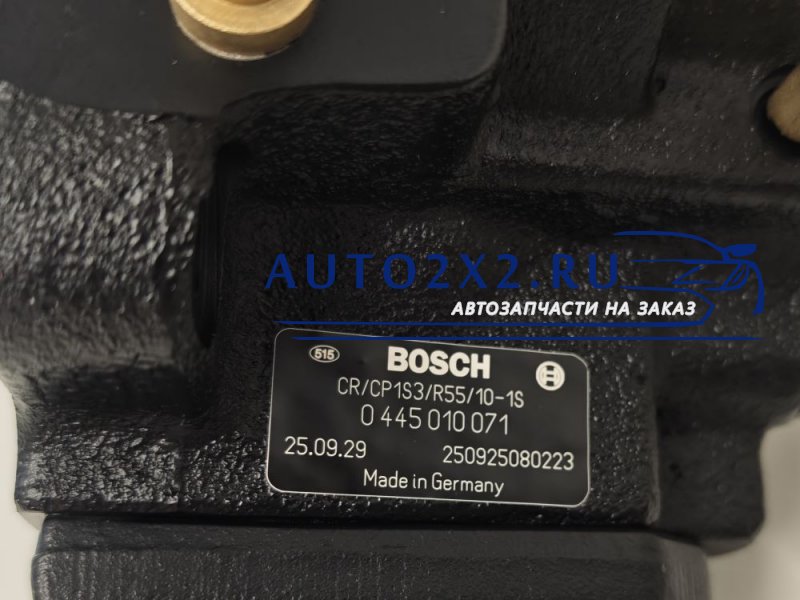 AUTO2X2.RU
АВТОЗАПЧАСТИ НА ЗАКАЗ
515
BOSCH
CR/CP1S3/R55/10-1S
0 445 010 071
25.09.29 250925080223
Made in Germany